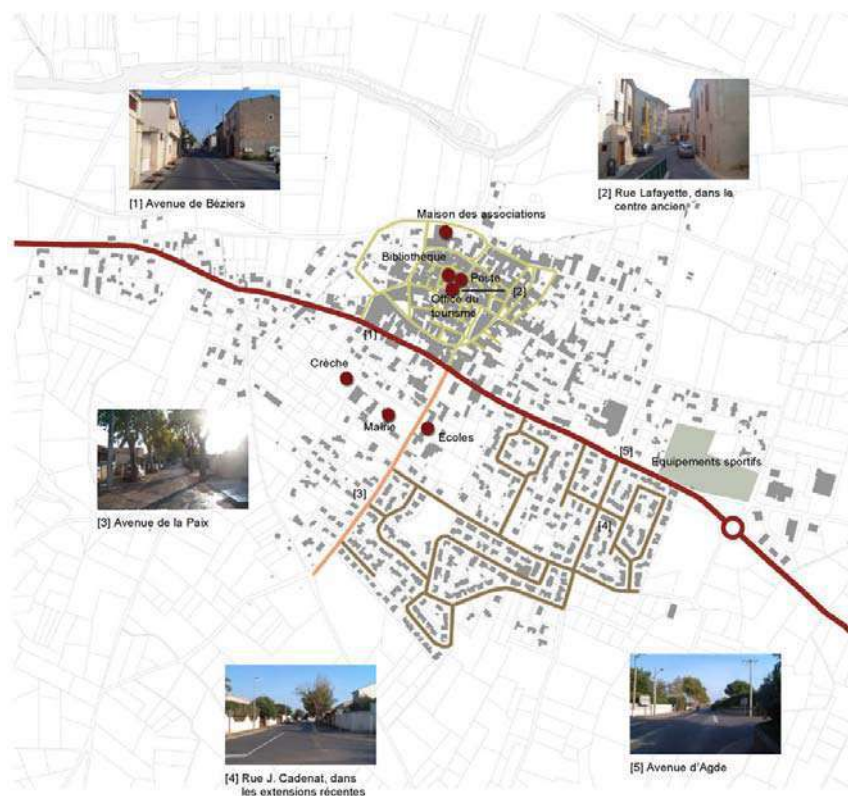 [1] Avenue de Béziers
[2] Rue Lafayette, dans le
centre ancien
Maison des associations
Bibliothèque
Poste
[2]
Office du
tourisme
[1]
Crèche
Mairie
Écoles
[5]
Equipements sportifs
[3]
[4]
[3] Avenue de la Paix
[4] Rue J. Cadenat, dans
les extensions récentes
[5] Avenue d'Agde